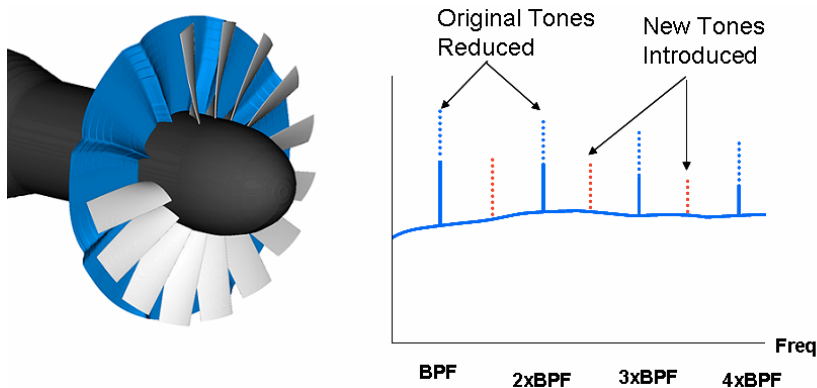 Original Tones
Reduced
New Tones
Introduced
Freq
BPF
2xBPF
3xBPF
4xBPF